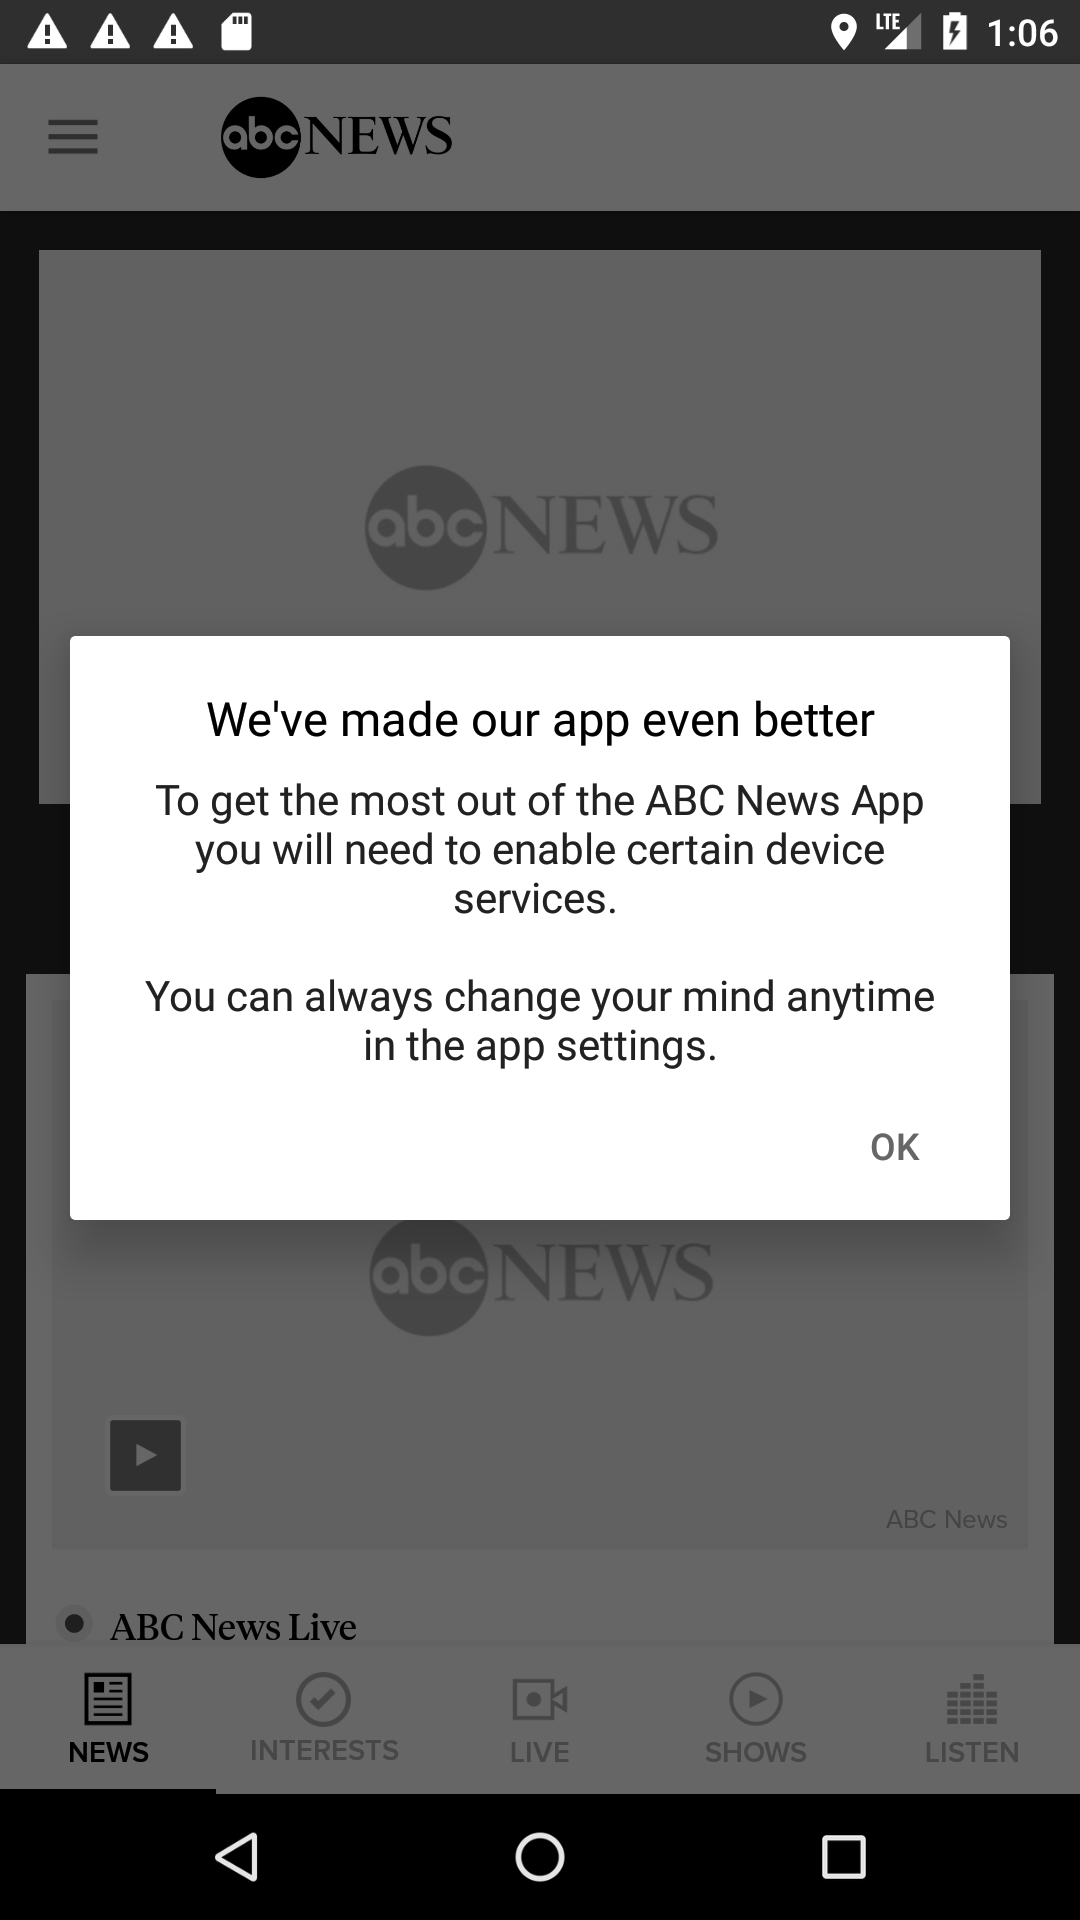 LTE 1:06
abc NEWS
abc NEWS
We've made our app even better
To get the most out of the ABC News App
you will need to enable certain device
services.
You can always change your mind anytime
in the app settings.
OK
abc NEWS
ABC News
ABC News Live
NEWS INTERESTS LIVE SHOWS LISTEN